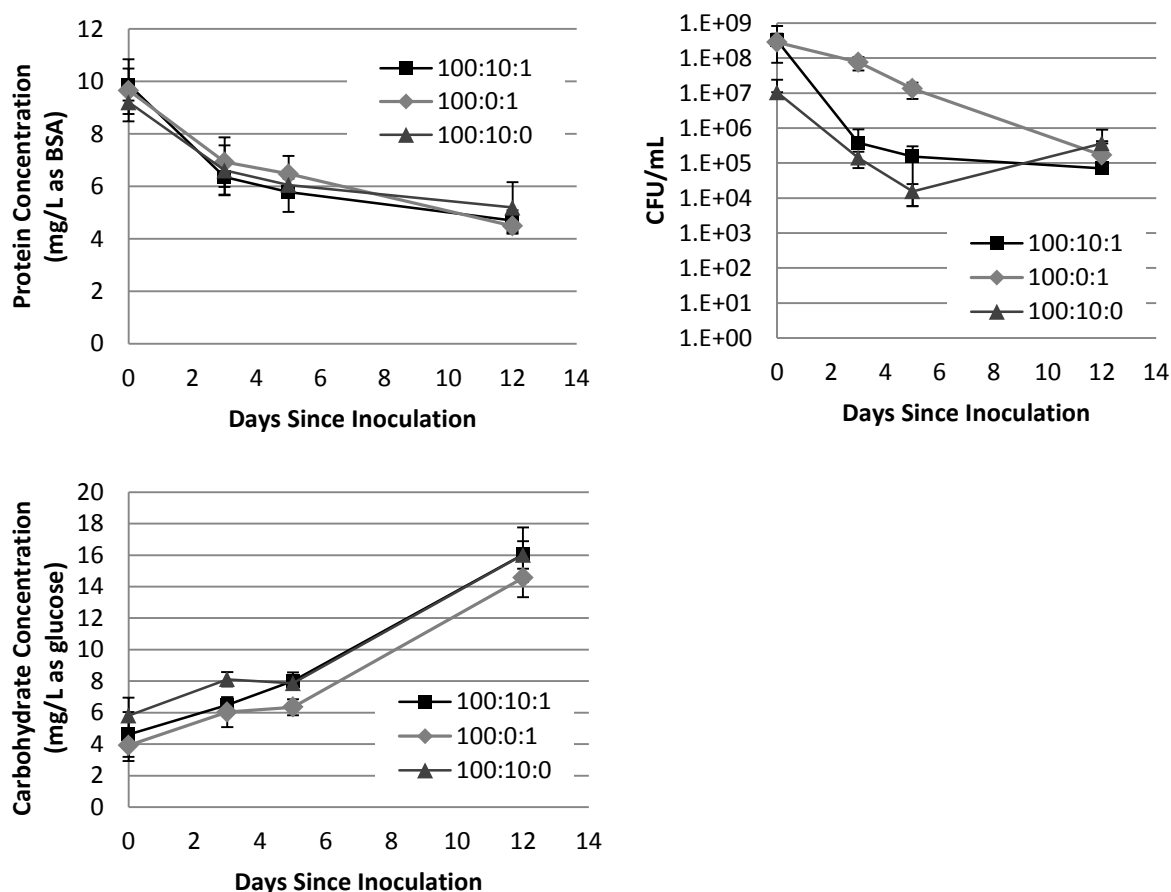 Protein Concentration
(mg/L as BSA)
12
10
8
6
4
2
0
100:10:1
100:0:1
100:10:0
0 2 4 6 8 10 12 14
Days Since Inoculation
CFU/mL
1.E+09
1.E+08
1.E+07
1.E+06
1.E+05
1.E+04
1.E+03
1.E+02
1.E+01
1.E+00
100:10:1
100:0:1
100:10:0
0 2 4 6 8 10 12 14
Days Since Inoculation
Carbohydrate Concentration
(mg/L as glucose)
20
18
16
14
12
10
8
6
4
2
0
100:10:1
100:0:1
100:10:0
0 2 4 6 8 10 12 14
Days Since Inoculation